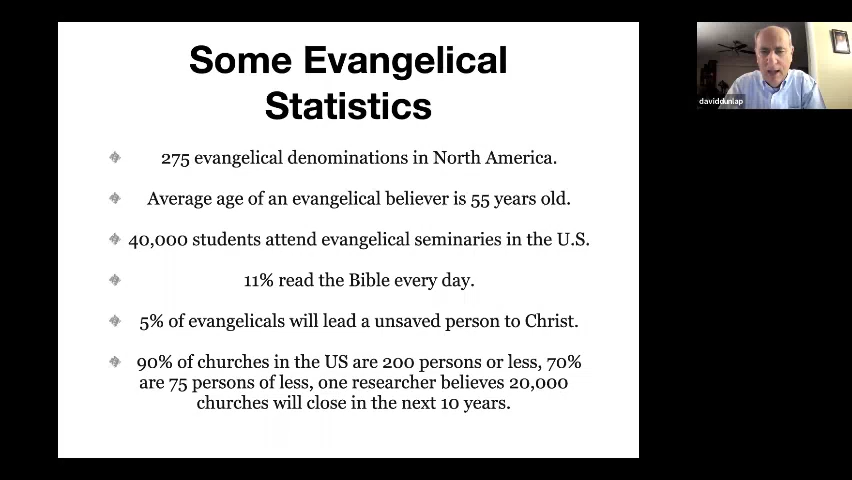 Some Evangelical
Statistics
275 evangelical denominations in North America.
Average age of an evangelical believer is 55 years old.
40,000 students attend evangelical seminaries in the U.S.
11% read the Bible every day.
5% of evangelicals will lead a unsaved person to Christ.
90% of churches in the US are 200 persons or less, 70%
are 75 persons of less, one researcher believes 20,000
churches will close in the next 10 years.
daviddunlap